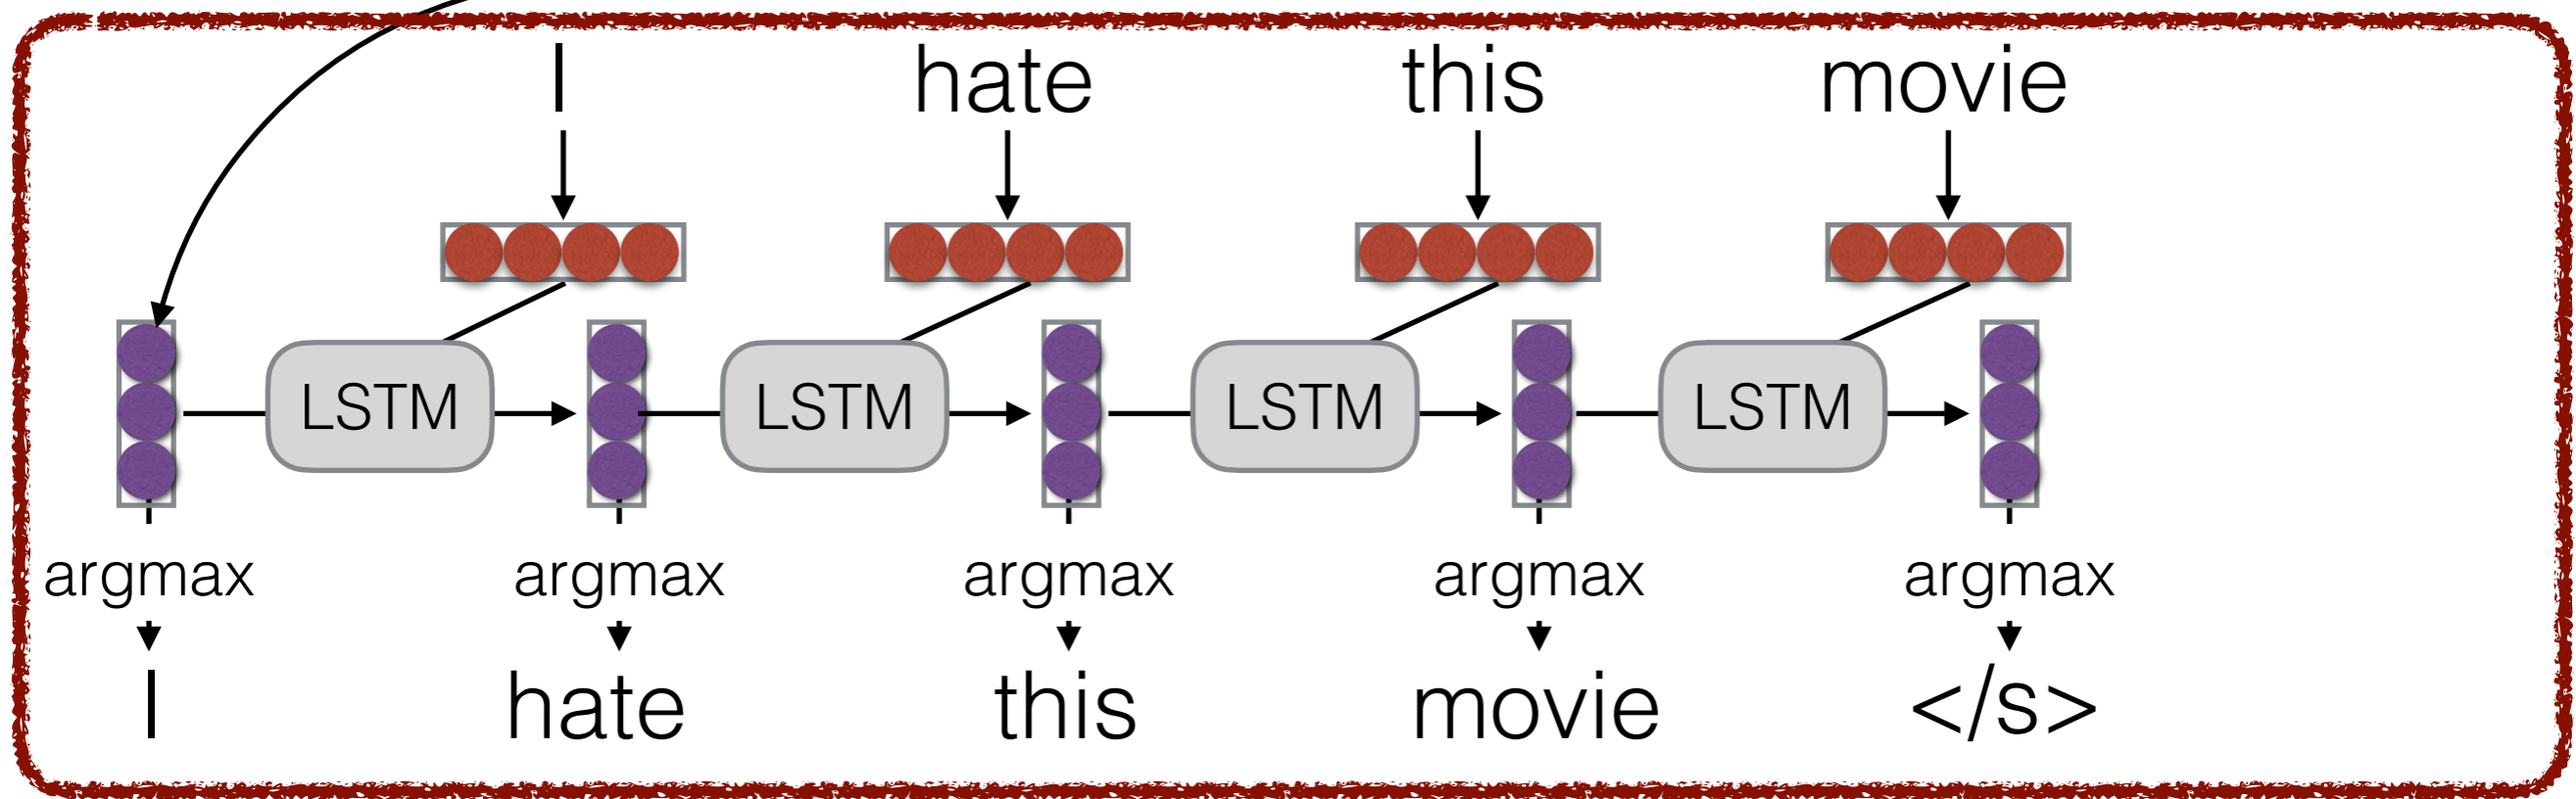 I hate this movie
LSTM LSTM LSTM LSTM
argmax argmax argmax argmax argmax
I hate this movie </s>